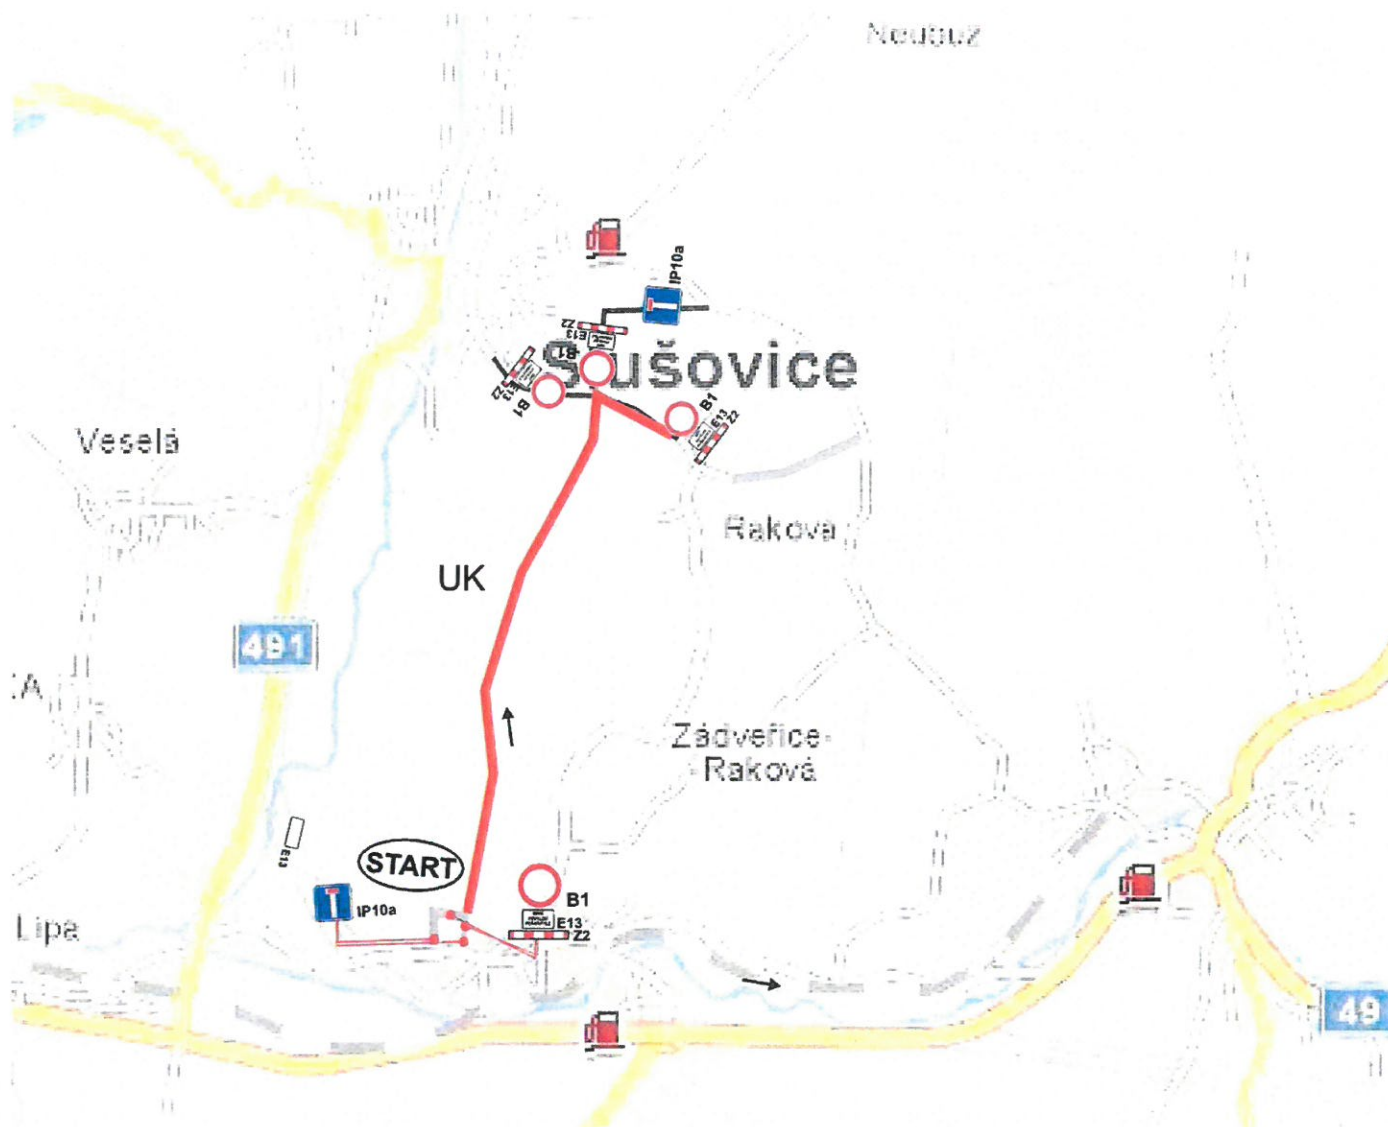 Neubuz
IP10a
Z2
E13
B1
Slušovice
Z2
E13
B1
B1
E13
Z2
Veselá
Raková
UK
491
Zádveřice-
-Raková
E13
START
IP10a
B1
E13
Z2
Lípa
49